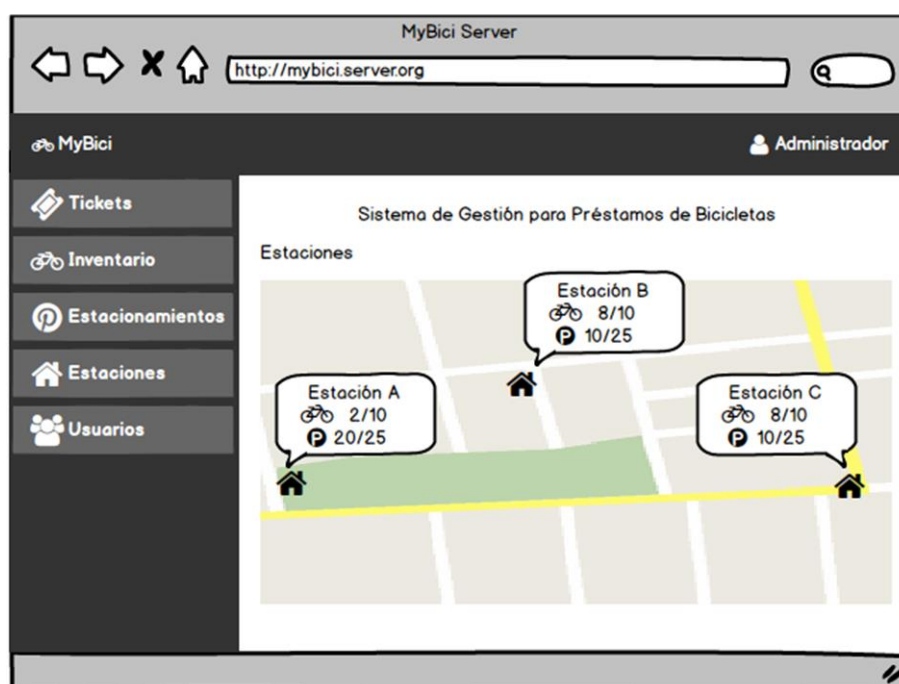 MyBici Server
http://mybici.server.org
MyBici
Administrador
Tickets
Inventario
Estacionamientos
Estaciones
Usuarios
Sistema de Gestión para Préstamos de Bicicletas
Estaciones
Estación B
8/10
P 10/25
Estación A
2/10
P 20/25
Estación C
8/10
P 10/25